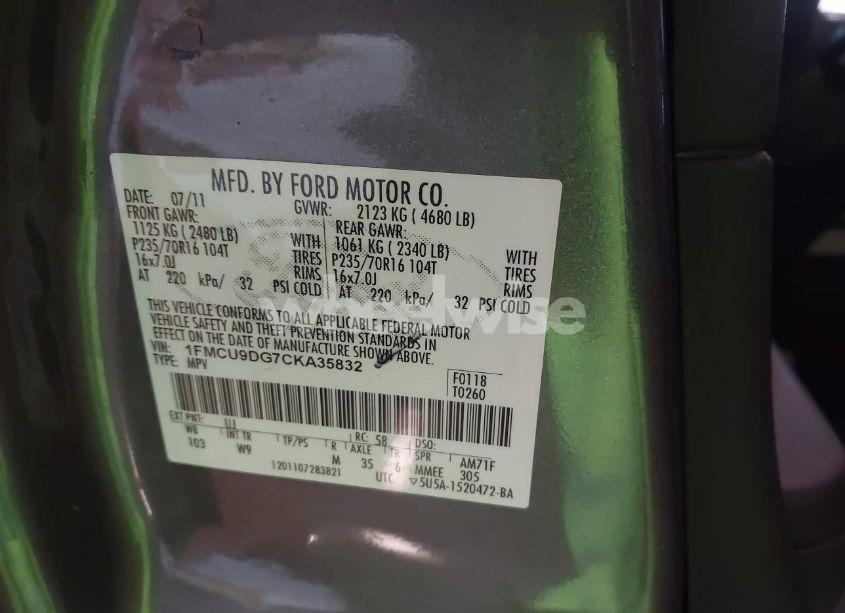 MFD. BY FORD MOTOR CO.
DATE: 07/11 GVWR: 2123 KG ( 4680 LB)
FRONT GAWR: REAR GAWR:
1125 KG ( 2480 LB) WITH 1061 KG ( 2340 LB) WITH
P235/70R16 104T TIRES P235/70R16 104T TIRES
16x7.0J RIMS 16x7.0J RIMS
AT 220 kPa/ 32 PSI COLD AT 220 kPa/ 32 PSI COLD
THIS VEHICLE CONFORMS TO ALL APPLICABLE FEDERAL MOTOR
VEHICLE SAFETY AND THEFT PREVENTION STANDARDS IN
EFFECT ON THE DATE OF MANUFACTURE SHOWN ABOVE.
VIN: 1FMCU9DG7CKA35832
TYPE: MPV
F0118
T0260
EXT PNT: UJ RC: 58 DSO:
WB INT TR TP/PS R AXLE TR SPR AM71F
103 W9 M 35 6 MMEE 305
1201107283821 UTC ▽5U5A-1520472-BA
wheelwise